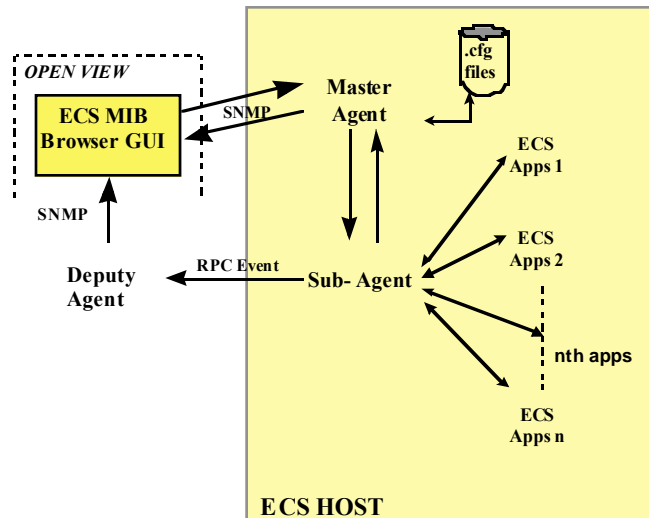 OPEN VIEW
ECS MIB
Browser GUI
SNMP
Master
Agent
.cfg
files
ECS
Apps 1
SNMP
ECS
Apps 2
Deputy
Agent
RPC Event
Sub- Agent
nth apps
ECS
Apps n
ECS HOST